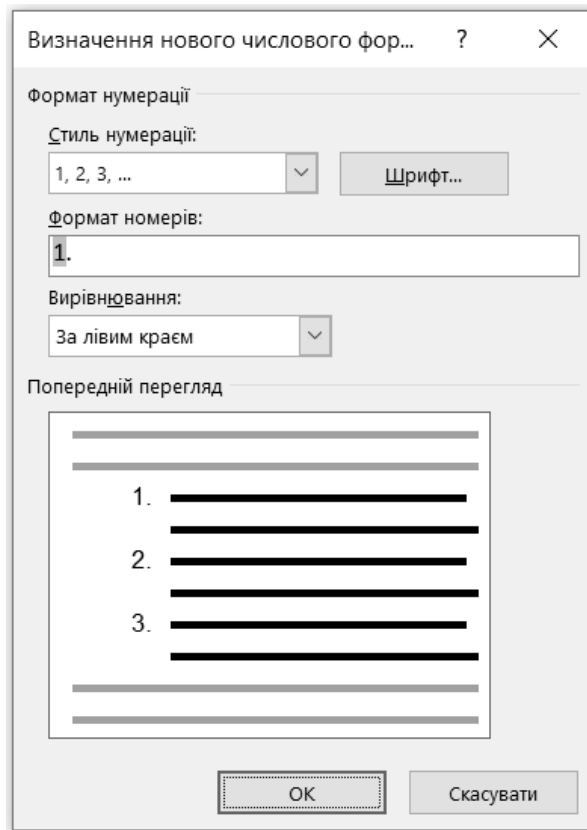 Визначення нового числового фор... ?
Формат нумерації
Стиль нумерації:
1, 2, 3, ... Шрифт...
Формат номерів:
1.
Вирівнювання:
За лівим краєм
Попередній перегляд
1.
2.
3.
ОК Скасувати